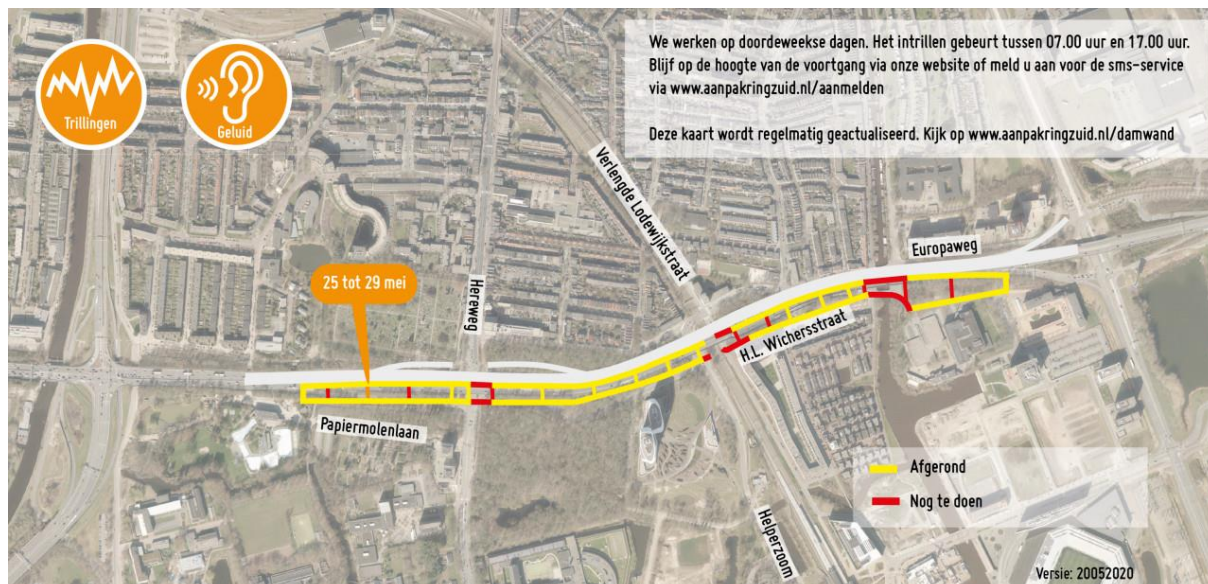 We werken op doordeweekse dagen. Het intrillen gebeurt tussen 07.00 uur en 17.00 uur.
Blijf op de hoogte van de voortgang via onze website of meld u aan voor de sms-service
via www.aanpakringzuid.nl/aanmelden
Deze kaart wordt regelmatig geactualiseerd. Kijk op www.aanpakringzuid.nl/damwand
Trillingen
Geluid
Verlengde Lodewijkstraat
Europaweg
25 tot 29 mei
Hereweg
H.L. Wichersstraat
Papiermolenlaan
Afgerond
Nog te doen
Helperzoom
Versie: 20052020